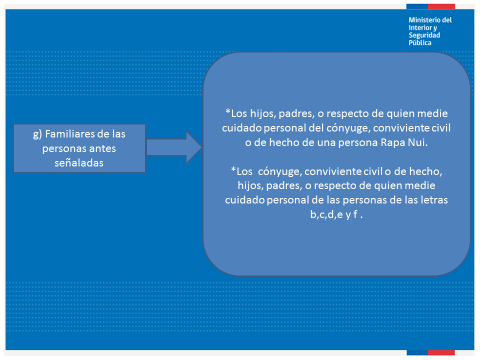 Ministerio del
Interior y
Seguridad
Pública
g) Familiares de las
personas antes
señaladas
*Los hijos, padres, o respecto de quien medie
cuidado personal del cónyuge, conviviente civil
o de hecho de una persona Rapa Nui.
*Los cónyuge, conviviente civil o de hecho,
hijos, padres, o respecto de quien medie
cuidado personal de las personas de las letras
b,c,d,e y f .